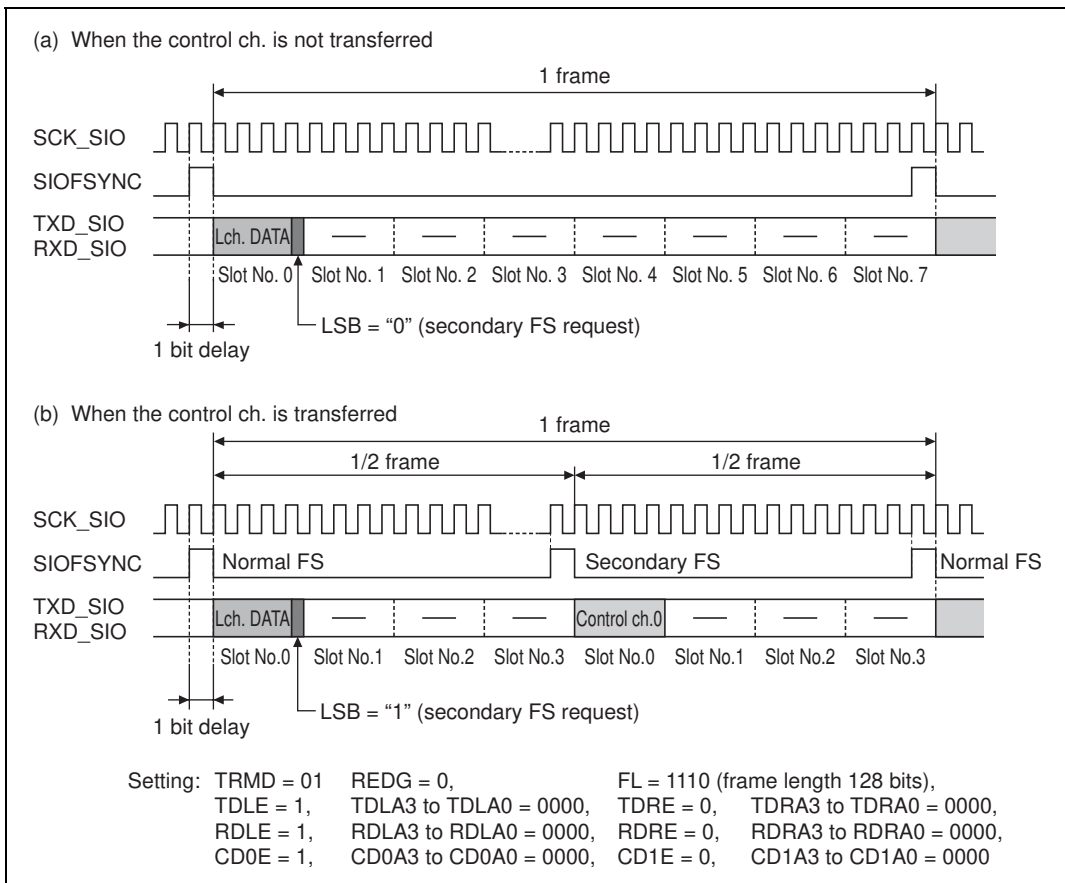 (a) When the control ch. is not transferred
1 frame
SCK_SIO
SIOFSYNC
TXD_SIO
RXD_SIO
Lch. DATA
Slot No. 0 Slot No. 1 Slot No. 2 Slot No. 3 Slot No. 4 Slot No. 5 Slot No. 6 Slot No. 7
LSB = “0” (secondary FS request)
1 bit delay
(b) When the control ch. is transferred
1 frame
1/2 frame 1/2 frame
SCK_SIO
SIOFSYNC
Normal FS Secondary FS Normal FS
TXD_SIO
RXD_SIO
Lch. DATA Control ch.0
Slot No.0 Slot No.1 Slot No.2 Slot No.3 Slot No.0 Slot No.1 Slot No.2 Slot No.3
LSB = “1” (secondary FS request)
1 bit delay
Setting: TRMD = 01 REDG = 0, FL = 1110 (frame length 128 bits),
TDLE = 1, TDLA3 to TDLA0 = 0000, TDRE = 0, TDRA3 to TDRA0 = 0000,
RDLE = 1, RDLA3 to RDLA0 = 0000, RDRE = 0, RDRA3 to RDRA0 = 0000,
CD0E = 1, CD0A3 to CD0A0 = 0000, CD1E = 0, CD1A3 to CD1A0 = 0000